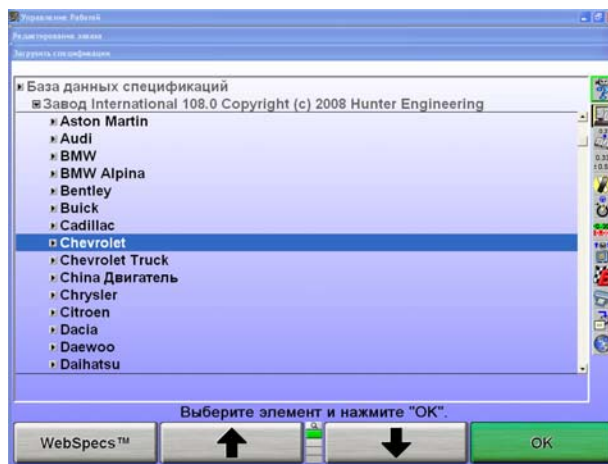 Управление Работой
Редактирование заказа
Загрузить спецификации
База данных спецификаций
Завод International 108.0 Copyright (c) 2008 Hunter Engineering
Aston Martin
Audi
BMW
BMW Alpina
Bentley
Buick
Cadillac
Chevrolet
Chevrolet Truck
China Двигатель
Chrysler
Citroen
Dacia
Daewoo
Daihatsu
Выберите элемент и нажмите "OK".
WebSpecs™
OK